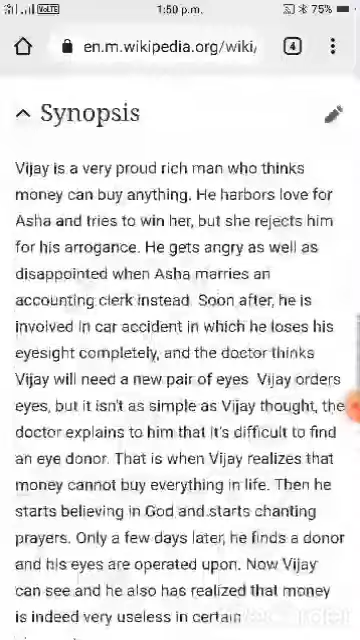 VoLTE 1:50 p.m. 75%
en.m.wikipedia.org/wiki/ 4
Synopsis
Vijay is a very proud rich man who thinks
money can buy anything. He harbors love for
Asha and tries to win her, but she rejects him
for his arrogance. He gets angry as well as
disappointed when Asha marries an
accounting clerk instead. Soon after, he is
involved in car accident in which he loses his
eyesight completely, and the doctor thinks
Vijay will need a new pair of eyes. Vijay orders
eyes, but it isn't as simple as Vijay thought, the
doctor explains to him that it's difficult to find
an eye donor. That is when Vijay realizes that
money cannot buy everything in life. Then he
starts believing in God and starts chanting
prayers. Only a few days later, he finds a donor
and his eyes are operated upon. Now Vijay
can see and he also has realized that money
is indeed very useless in certain